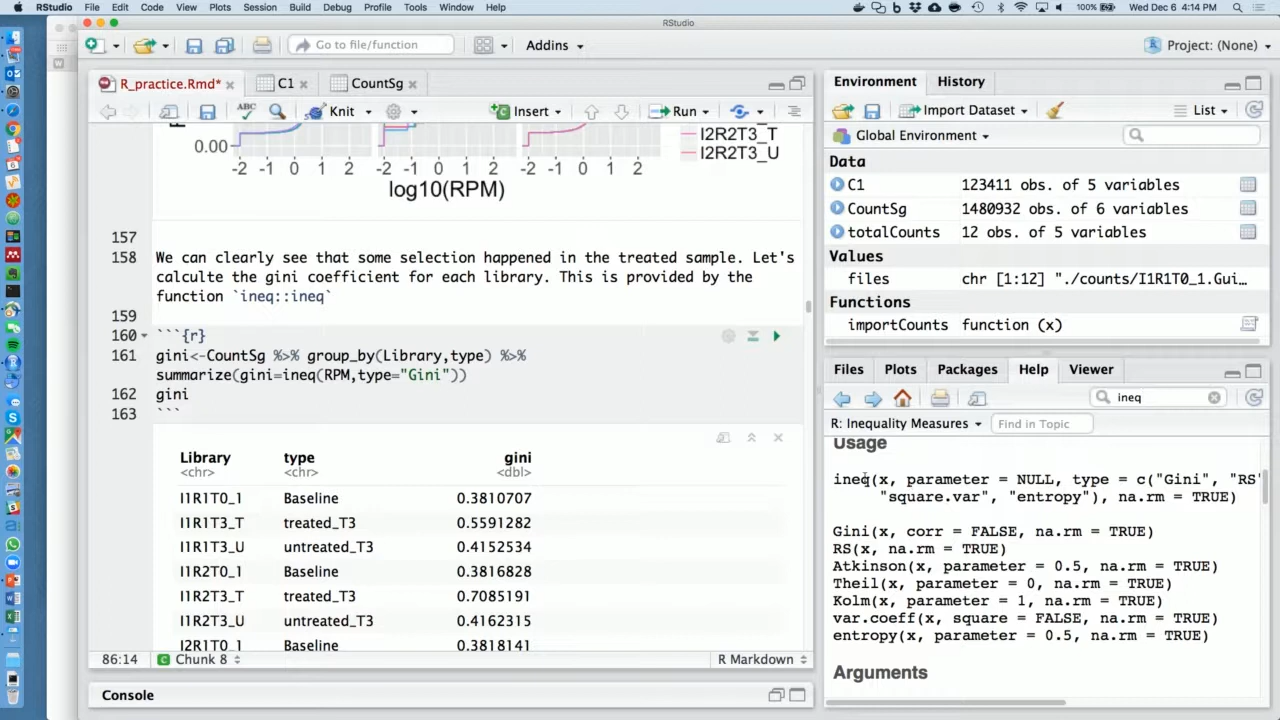 RStudio File Edit Code View Plots Session Build Debug Profile Tools Window Help 100% Wed Dec 6 4:14 PM
RStudio
Go to file/function Addins Project: (None)
R_practice.Rmd* C1 CountSg
ABC Knit Insert Run
0.00
-2 -1 0 1 2 -2 -1 0 1 2 -2 -1 0 1 2
log10(RPM)
I2R2T3_T
I2R2T3_U
157
158 We can clearly see that some selection happened in the treated sample. Let's
calculte the gini coefficient for each library. This is provided by the
function `ineq::ineq`
159
160 ```{r}
161 gini<-CountSg %>% group_by(Library,type) %>%
summarize(gini=ineq(RPM,type="Gini"))
162 gini
163 ```
Library type gini
<chr> <chr> <dbl>
I1R1T0_1 Baseline 0.3810707
I1R1T3_T treated_T3 0.5591282
I1R1T3_U untreated_T3 0.4152534
I1R2T0_1 Baseline 0.3816828
I1R2T3_T treated_T3 0.7085191
I1R2T3_U untreated_T3 0.4162315
I2R1T0_1 Baseline 0.3818141
86:14 C Chunk 8 R Markdown
Console
Environment History
Import Dataset List
Global Environment
Data
C1 123411 obs. of 5 variables
CountSg 1480932 obs. of 6 variables
totalCounts 12 obs. of 5 variables
Values
files chr [1:12] "./counts/I1R1T0_1.Gui…
Functions
importCounts function (x)
Files Plots Packages Help Viewer
ineq
R: Inequality Measures Find in Topic
Usage
ineq(x, parameter = NULL, type = c("Gini", "RS"
"square.var", "entropy"), na.rm = TRUE)
Gini(x, corr = FALSE, na.rm = TRUE)
RS(x, na.rm = TRUE)
Atkinson(x, parameter = 0.5, na.rm = TRUE)
Theil(x, parameter = 0, na.rm = TRUE)
Kolm(x, parameter = 1, na.rm = TRUE)
var.coeff(x, square = FALSE, na.rm = TRUE)
entropy(x, parameter = 0.5, na.rm = TRUE)
Arguments